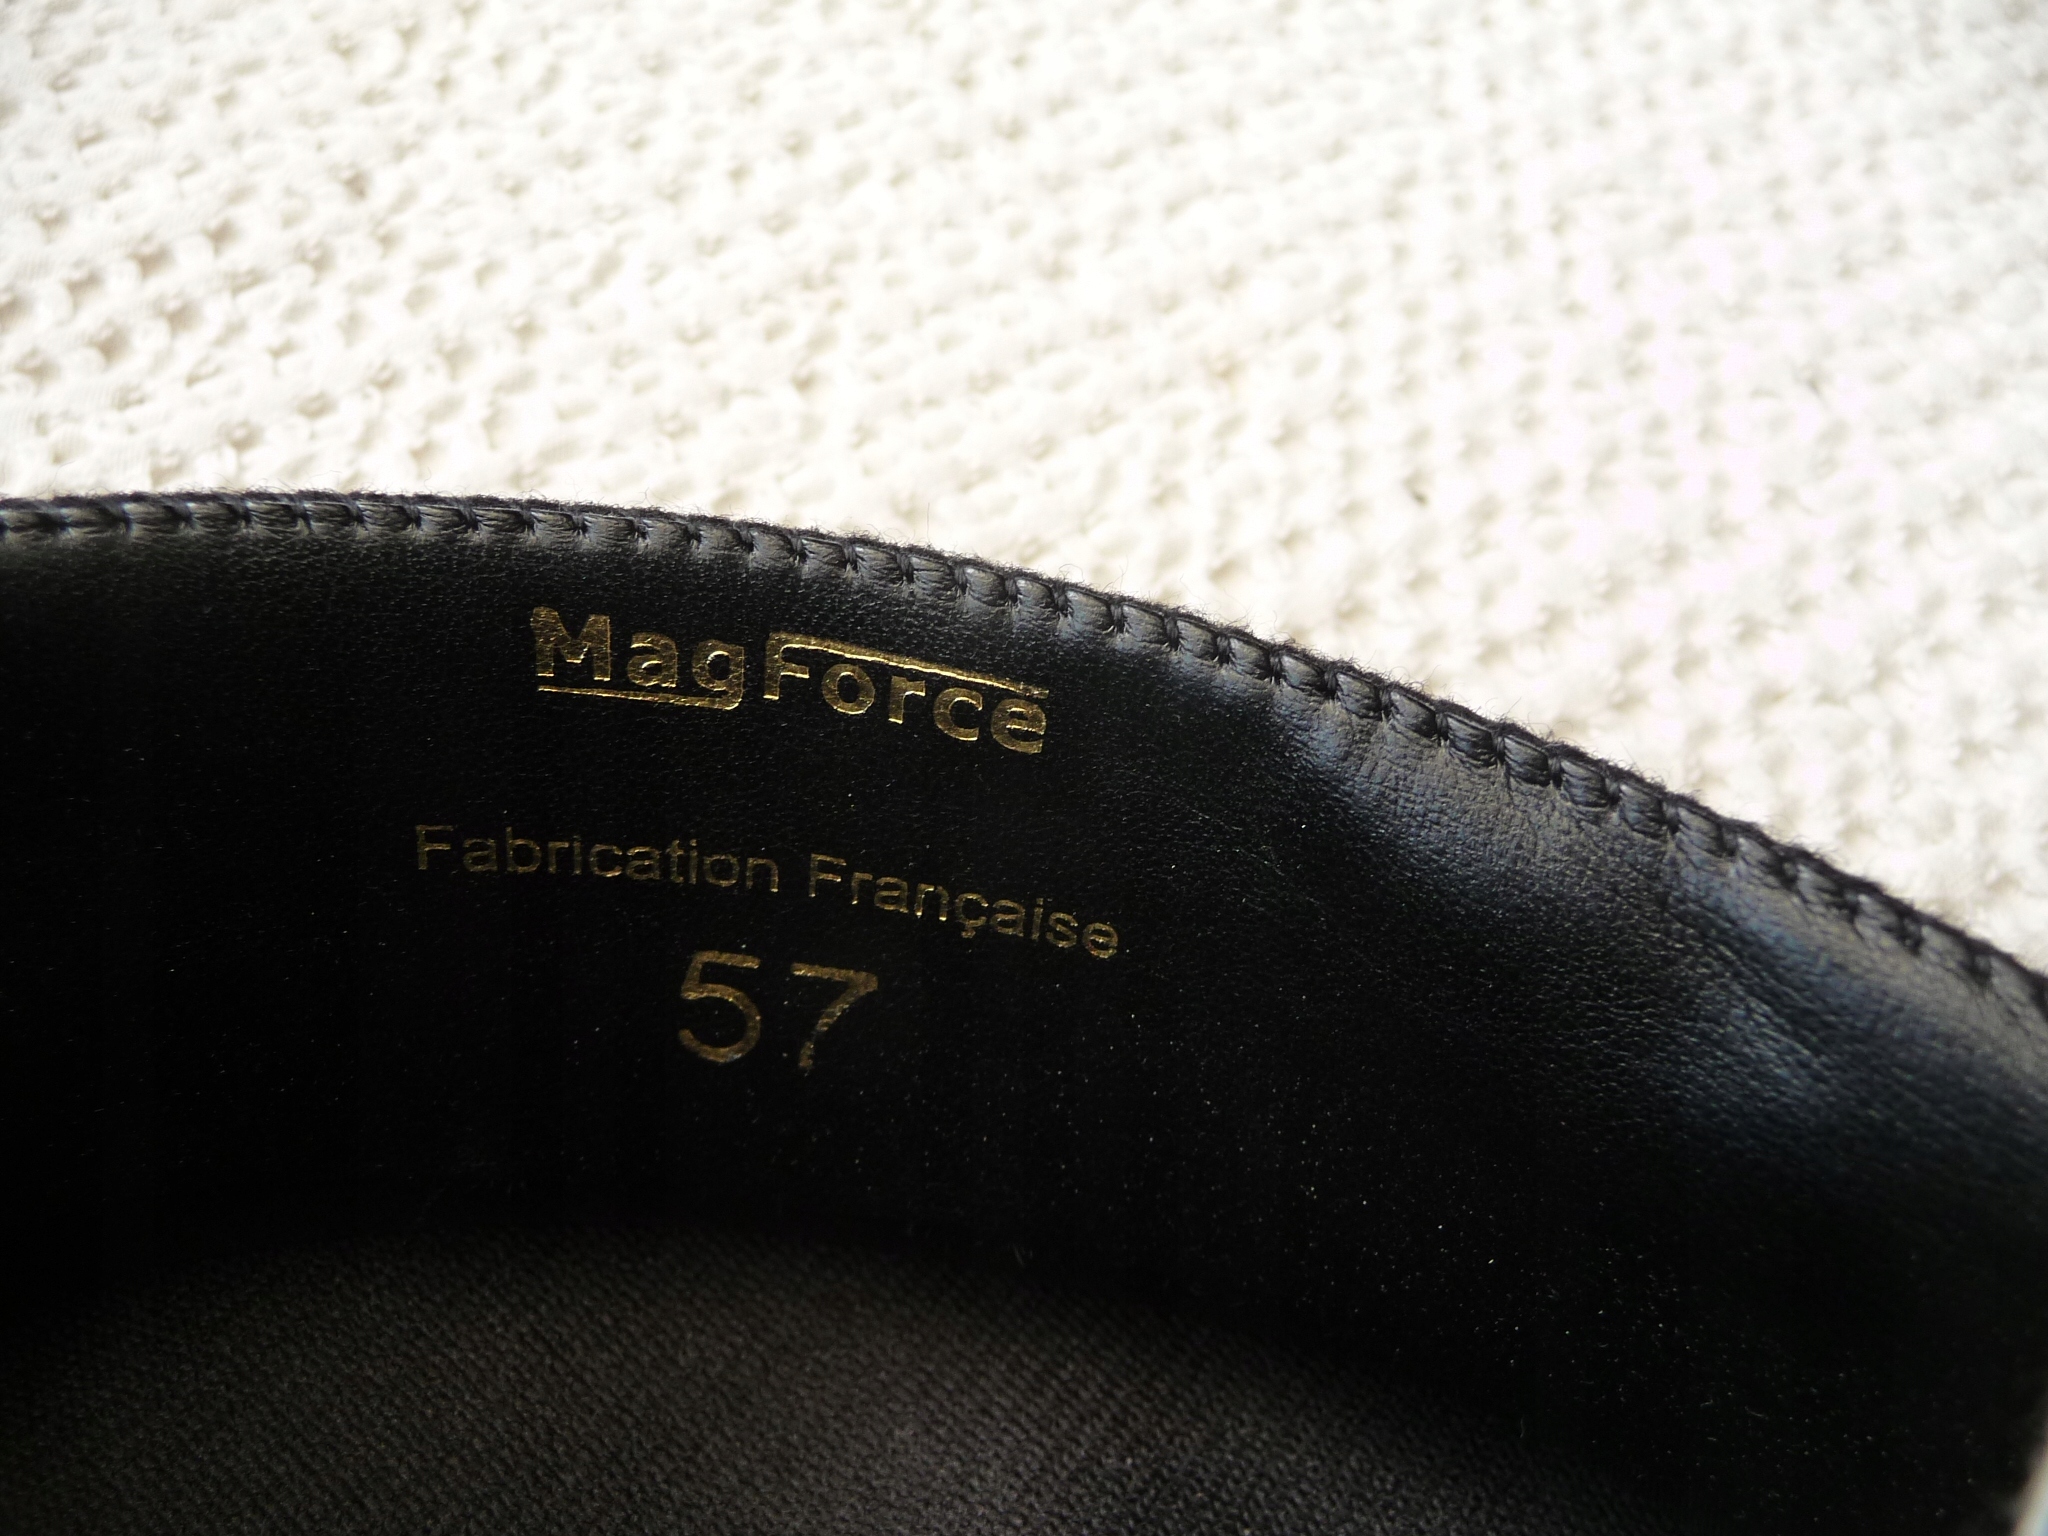 MagForce
Fabrication Française
57